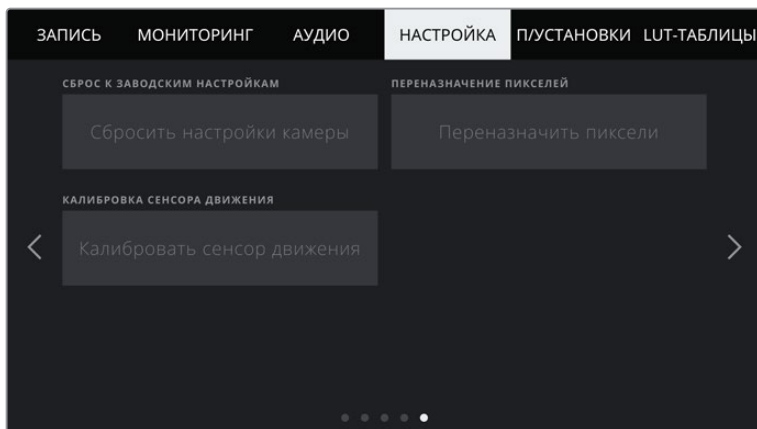 ЗАПИСЬ МОНИТОРИНГ АУДИО НАСТРОЙКА П/УСТАНОВКИ LUT-ТАБЛИЦЫ
СБРОС К ЗАВОДСКИМ НАСТРОЙКАМ ПЕРЕНАЗНАЧЕНИЕ ПИКСЕЛЕЙ
Сбросить настройки камеры Переназначить пиксели
КАЛИБРОВКА СЕНСОРА ДВИЖЕНИЯ
Калибровать сенсор движения